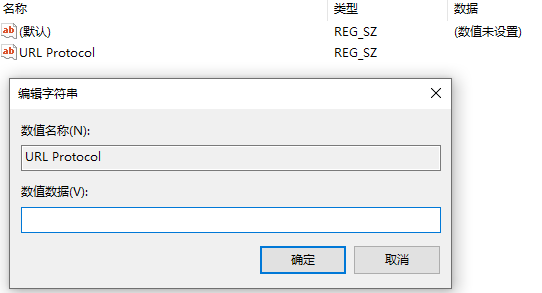 名称 类型 数据
ab (默认) REG_SZ (数值未设置)
ab URL Protocol REG_SZ
编辑字符串
数值名称(N):
URL Protocol
数值数据(V):
确定 取消